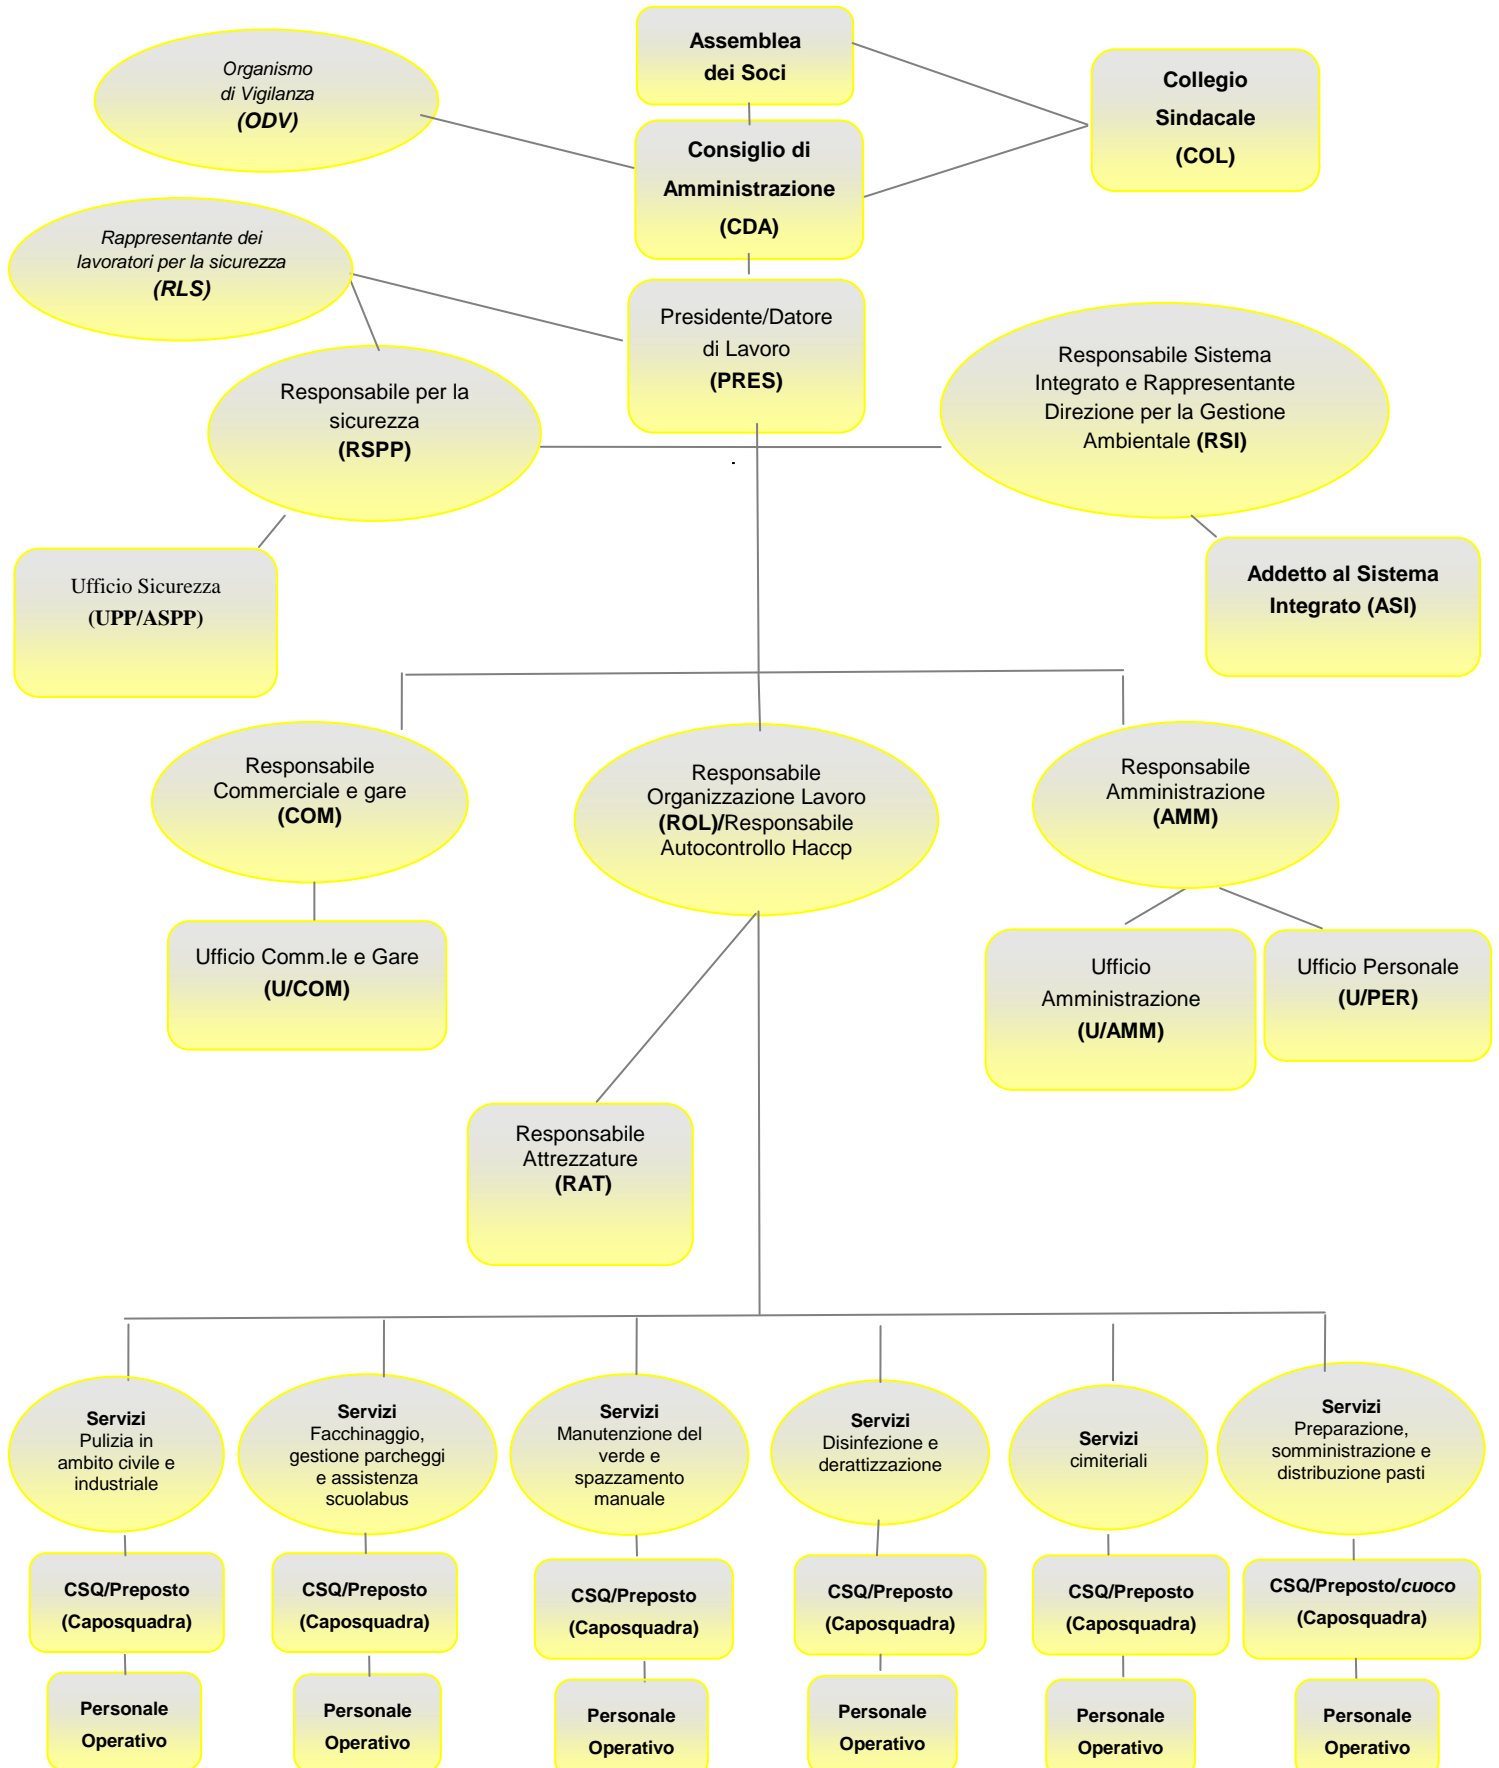 Assemblea
dei Soci
Organismo
di Vigilanza
(ODV)
Collegio
Sindacale
(COL)
Consiglio di
Amministrazione
(CDA)
Rappresentante dei
lavoratori per la sicurezza
(RLS)
Presidente/Datore
di Lavoro
(PRES)
Responsabile Sistema
Integrato e Rappresentante
Direzione per la Gestione
Ambientale (RSI)
Responsabile per la
sicurezza
(RSPP)
.
Ufficio Sicurezza
(UPP/ASPP)
Addetto al Sistema
Integrato (ASI)
Responsabile
Commerciale e gare
(COM)
Responsabile
Organizzazione Lavoro
(ROL)/Responsabile
Autocontrollo Haccp
Responsabile
Amministrazione
(AMM)
Ufficio Comm.le e Gare
(U/COM)
Ufficio
Amministrazione
(U/AMM)
Ufficio Personale
(U/PER)
Responsabile
Attrezzature
(RAT)
Servizi
Pulizia in
ambito civile e
industriale
Servizi
Facchinaggio,
gestione parcheggi
e assistenza
scuolabus
Servizi
Manutenzione del
verde e
spazzamento
manuale
Servizi
Disinfezione e
derattizzazione
Servizi
cimiteriali
Servizi
Preparazione,
somministrazione e
distribuzione pasti
CSQ/Preposto
(Caposquadra)
CSQ/Preposto
(Caposquadra)
CSQ/Preposto
(Caposquadra)
CSQ/Preposto
(Caposquadra)
CSQ/Preposto
(Caposquadra)
CSQ/Preposto/cuoco
(Caposquadra)
Personale
Operativo
Personale
Operativo
Personale
Operativo
Personale
Operativo
Personale
Operativo
Personale
Operativo